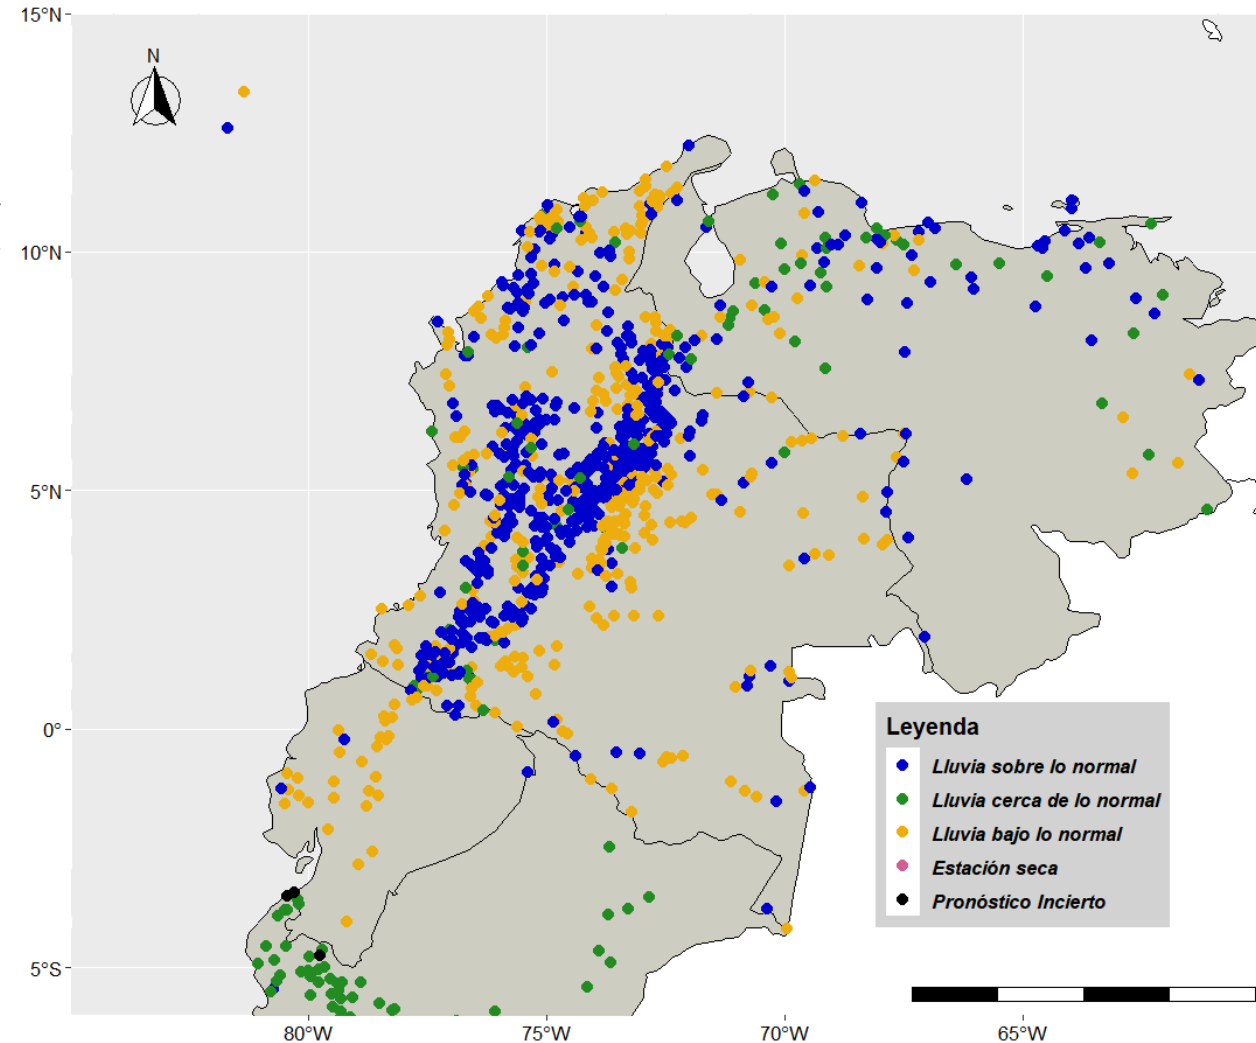 15°N
N
10°N
5°N
0°
5°S
Leyenda
Lluvia sobre lo normal
Lluvia cerca de lo normal
Lluvia bajo lo normal
Estación seca
Pronóstico Incierto
80°W 75°W 70°W 65°W